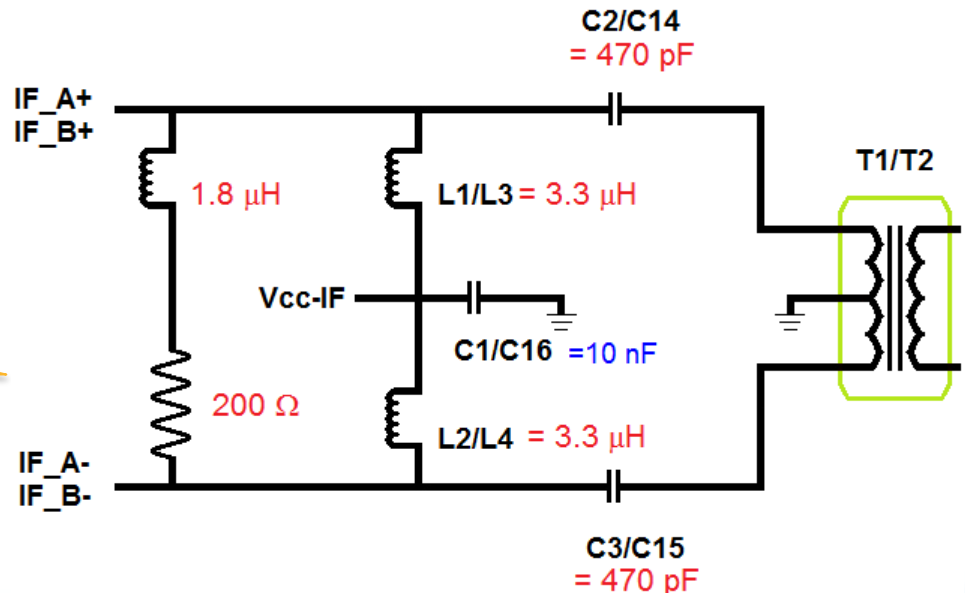 C2/C14
= 470 pF
IF_A+
IF_B+
T1/T2
1.8 μH
L1/L3 = 3.3 μH
Vcc-IF
C1/C16 =10 nF
200 Ω
L2/L4 = 3.3 μH
IF_A-
IF_B-
C3/C15
= 470 pF